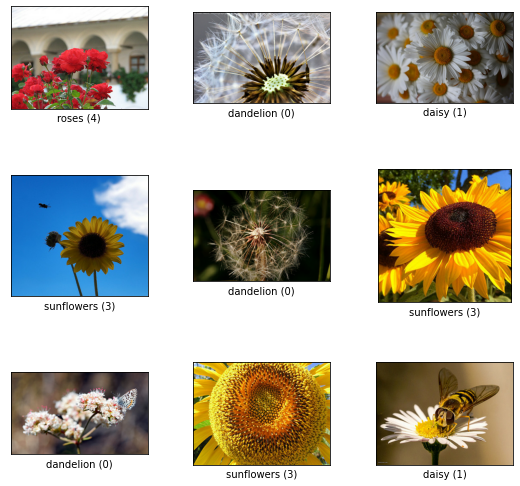 roses (4)
dandelion (0)
daisy (1)
sunflowers (3)
dandelion (0)
sunflowers (3)
dandelion (0)
sunflowers (3)
daisy (1)